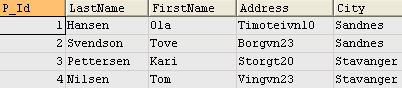 P_Id LastName FirstName Address City
1 Hansen Ola Timoteivn10 Sandnes
2 Svendson Tove Borgvn23 Sandnes
3 Pettersen Kari Storgt20 Stavanger
4 Nilsen Tom Vingvn23 Stavanger